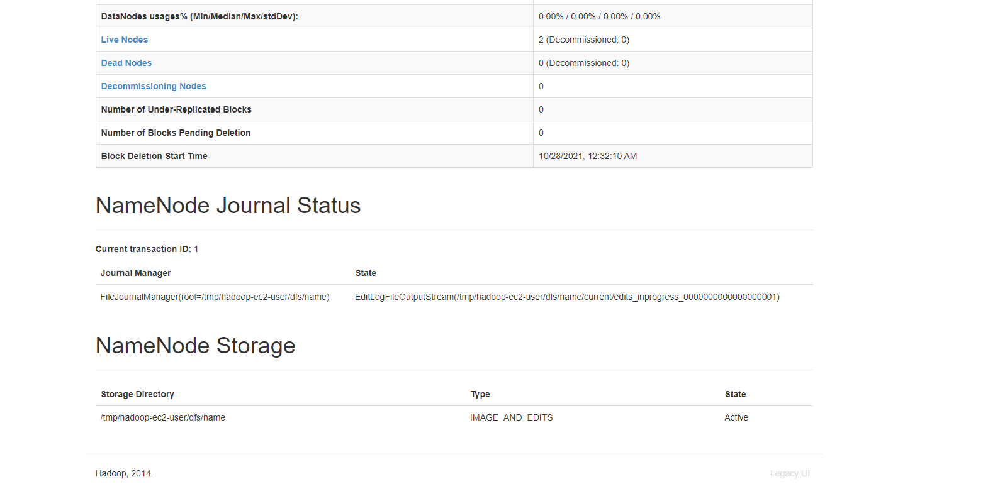 DataNodes usages% (Min/Median/Max/stdDev): 0.00% / 0.00% / 0.00% / 0.00%
Live Nodes 2 (Decommissioned: 0)
Dead Nodes 0 (Decommissioned: 0)
Decommissioning Nodes 0
Number of Under-Replicated Blocks 0
Number of Blocks Pending Deletion 0
Block Deletion Start Time 10/28/2021, 12:32:10 AM
NameNode Journal Status
Current transaction ID: 1
Journal Manager State
FileJournalManager(root=/tmp/hadoop-ec2-user/dfs/name) EditLogFileOutputStream(/tmp/hadoop-ec2-user/dfs/name/current/edits_inprogress_0000000000000000001)
NameNode Storage
Storage Directory Type State
/tmp/hadoop-ec2-user/dfs/name IMAGE_AND_EDITS Active
Hadoop, 2014. Legacy UI